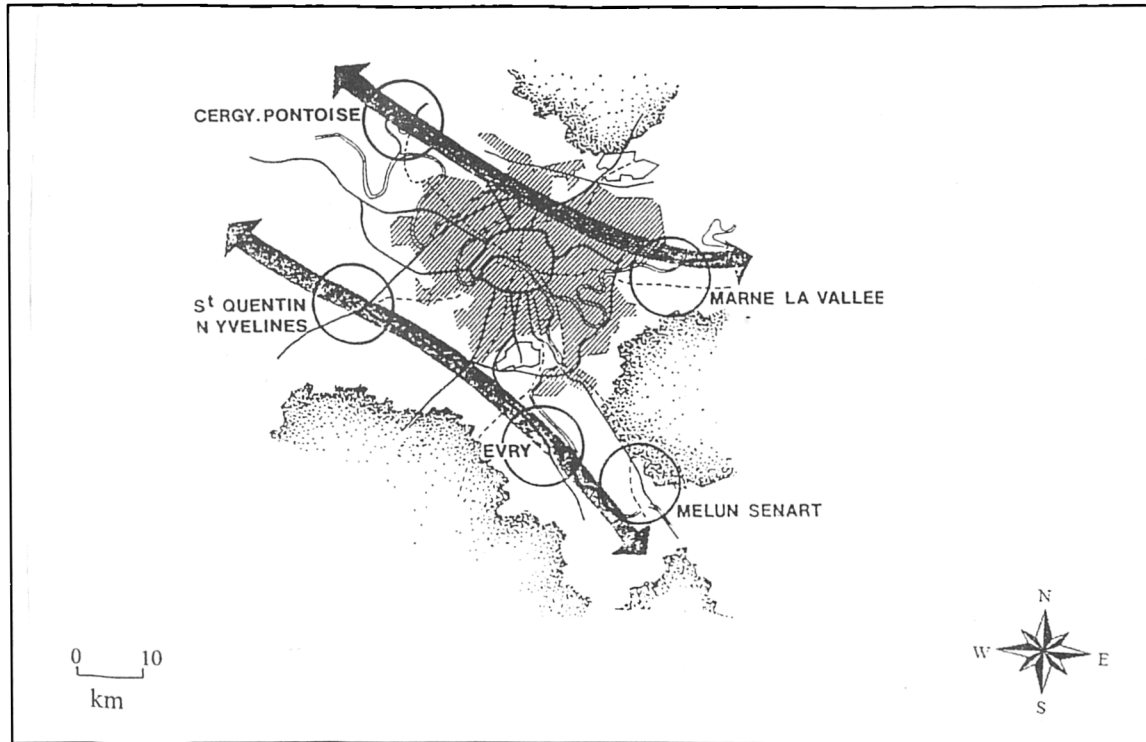 CERGY.PONTOISE
MARNE LA VALLEE
St QUENTIN
N YVELINES
EVRY
MELUN SENART
0 10
km
N
W E
S